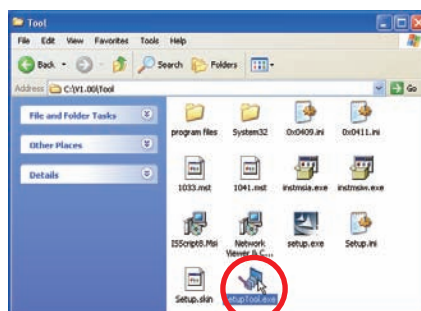 Tool
File Edit View Favorites Tools Help
Back Search Folders
Address C:\V1.00\Tool Go
File and Folder Tasks
Other Places
Details
program files System32 0x0409.ini 0x0411.ini
1033.mst 1041.mst instmsia.exe instmsiw.exe
ISScript8.Msi Network Viewer & C... setup.exe Setup.ini
Setup.skin SetupTool.exe